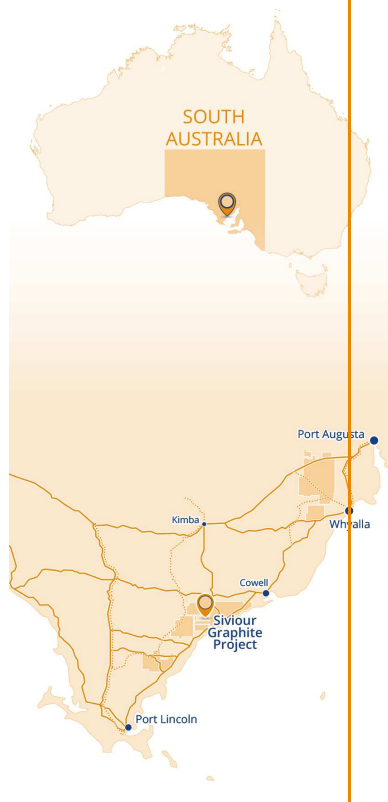 SOUTH
AUSTRALIA
Port Augusta
Kimba
Whyalla
Cowell
Siviour
Graphite
Project
Port Lincoln